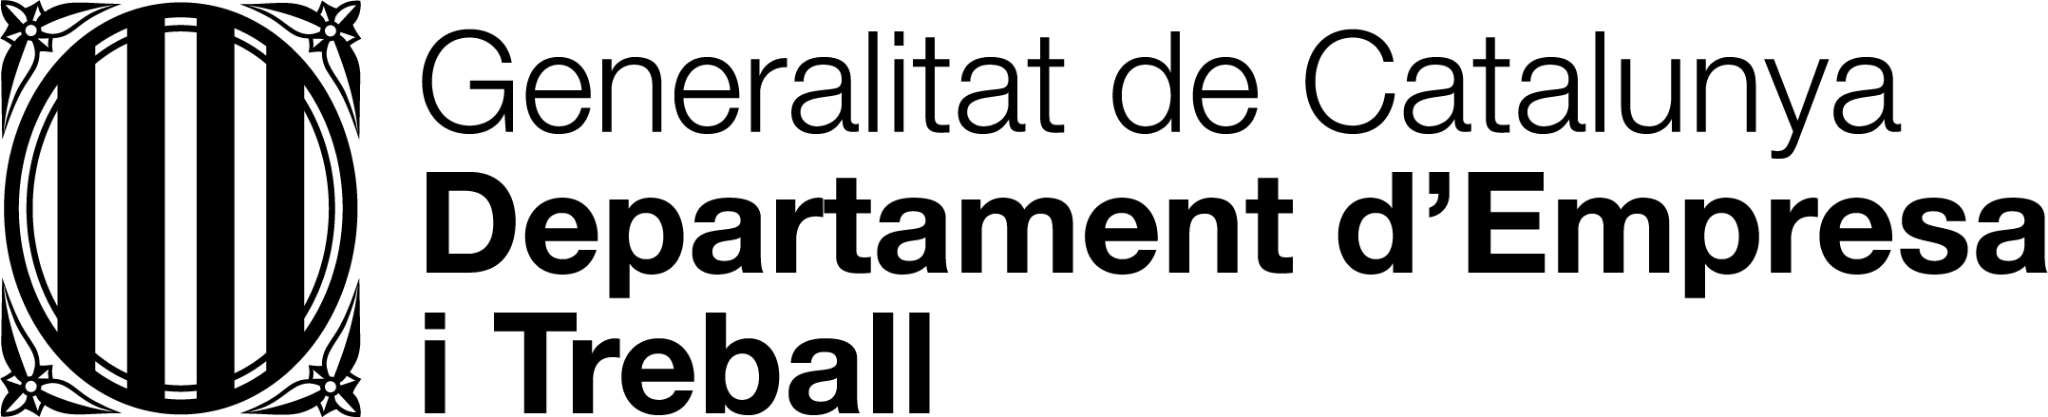 Generalitat de Catalunya
Departament d’Empresa
i Treball